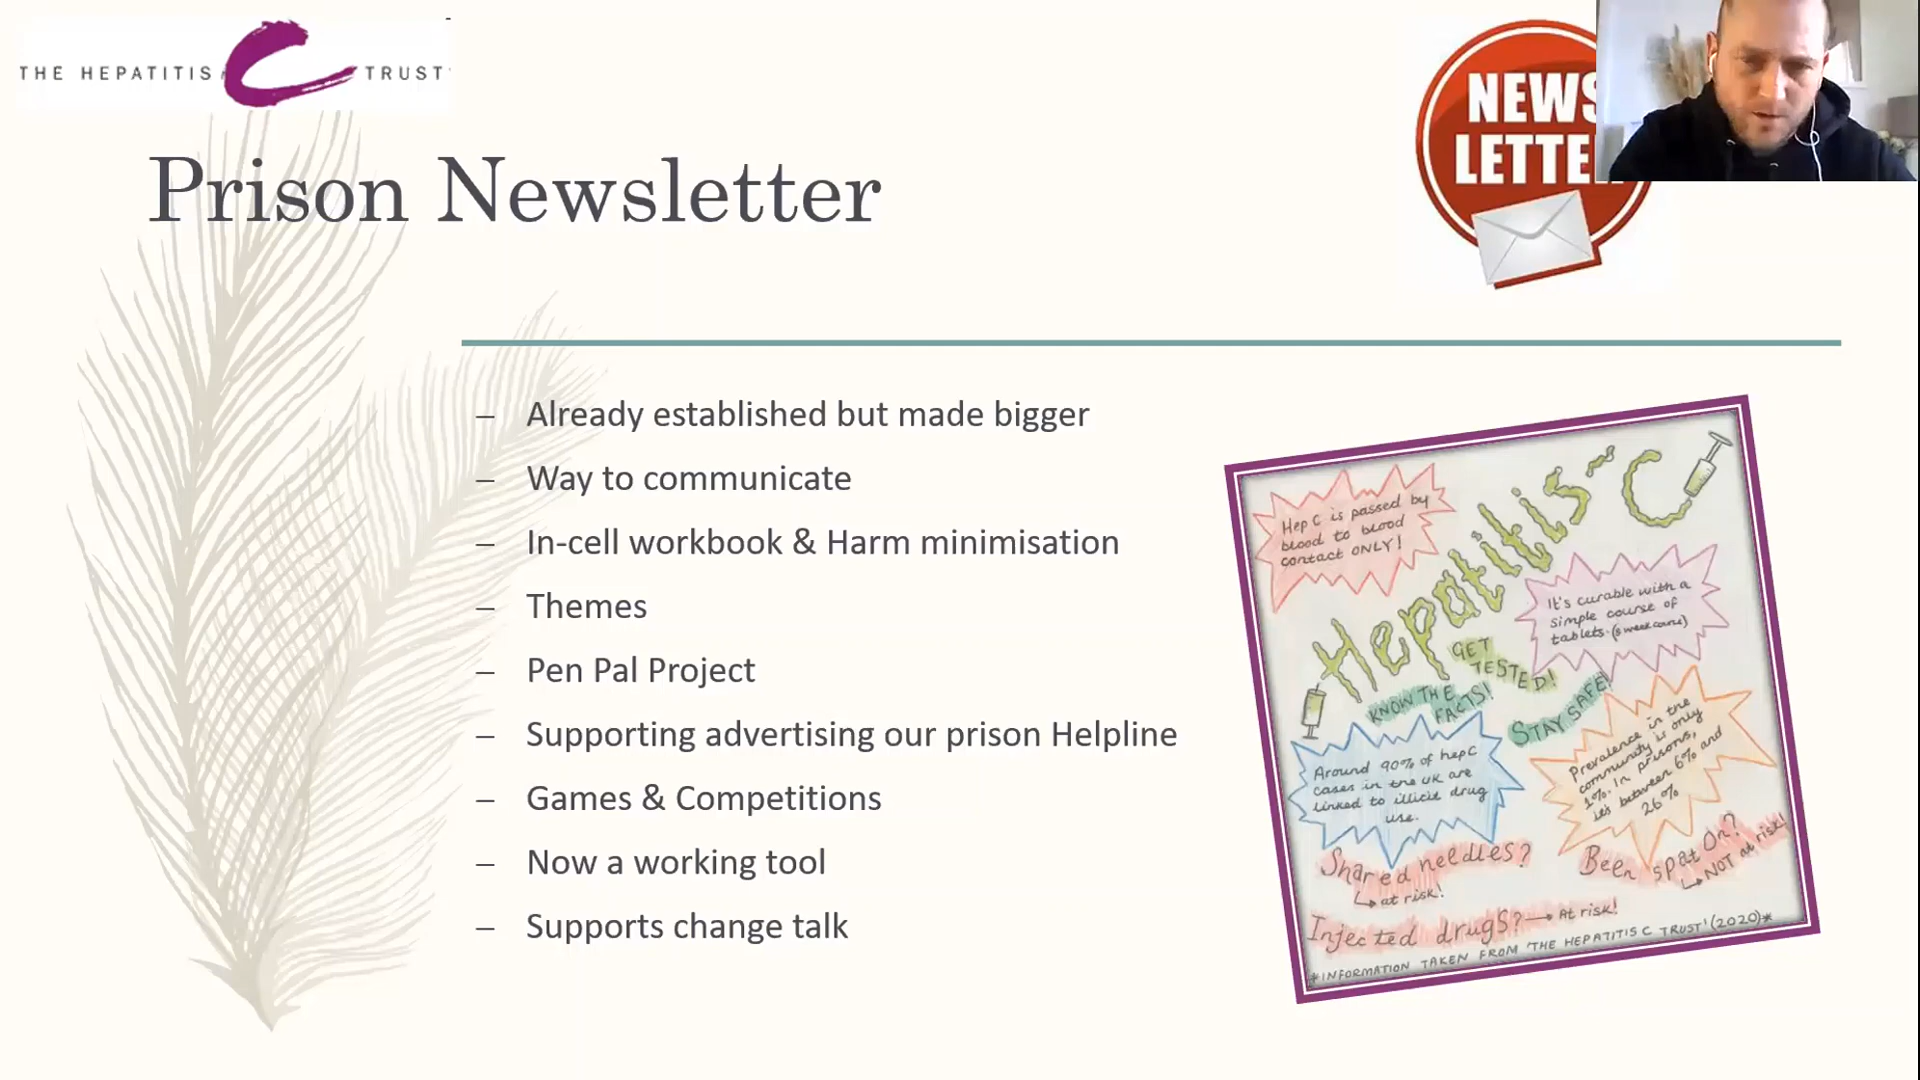 THE HEPATITIS C TRUST
NEWS
LETTER
Prison Newsletter
– Already established but made bigger
– Way to communicate
– In-cell workbook & Harm minimisation
– Themes
– Pen Pal Project
– Supporting advertising our prison Helpline
– Games & Competitions
– Now a working tool
– Supports change talk
Hepatitis-C
Hep C is passed by
blood to blood
contact ONLY!
It's curable with a
simple course of
tablets. (8 week course)
GET
TESTED!
KNOW THE
FACTS!
STAY SAFE!
Around 90% of hep C
cases in the UK are
linked to illicit drug
use.
Prevalence in the
community is only
1%. In prisons,
it's between 6% and
26%
Shared needles?
at risk!
Been spat on?
NOT at risk!
Injected drugs? → At risk!
*INFORMATION TAKEN FROM 'THE HEPATITIS C TRUST' (2020)*